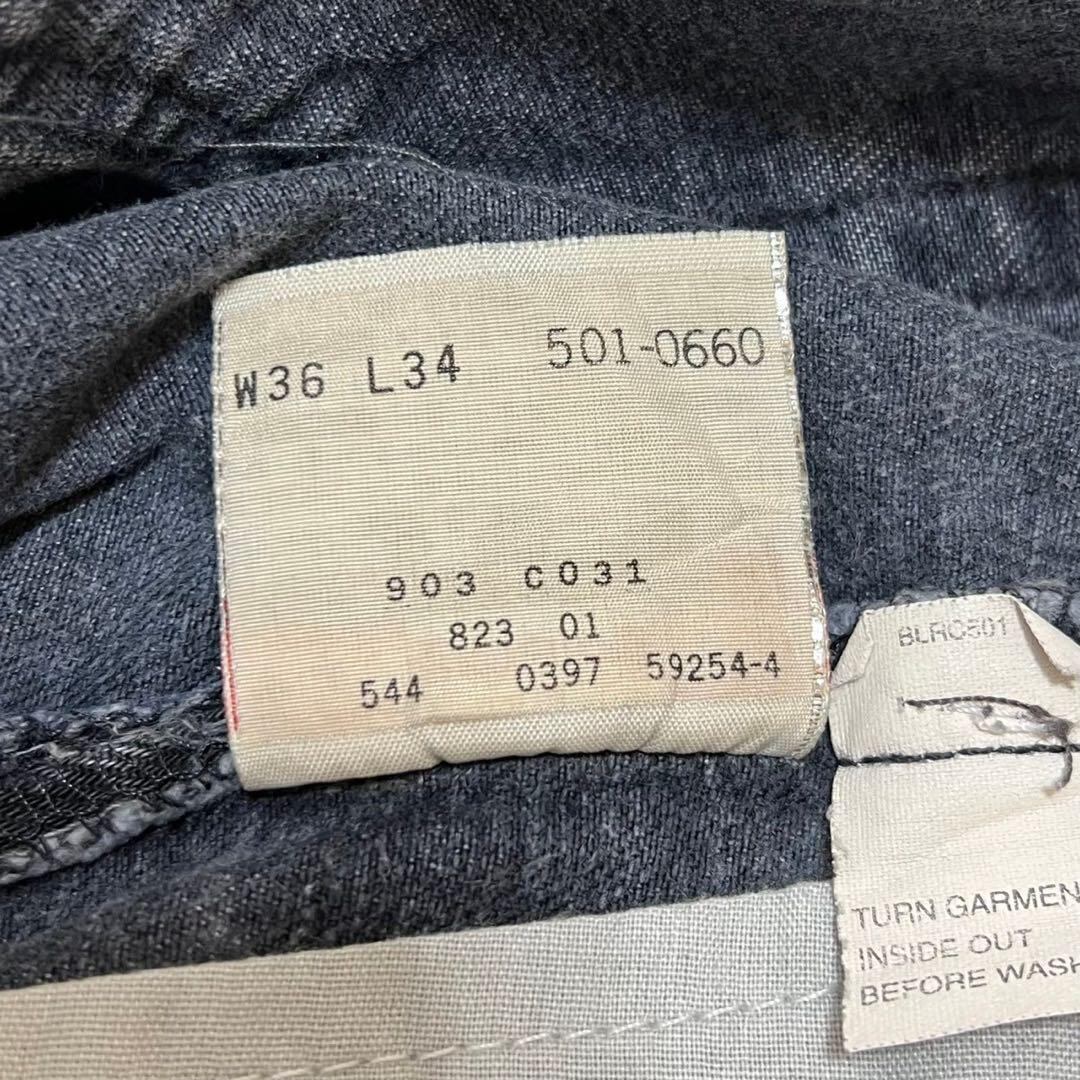 W36 L34 501-0660
903 C031
823 01
544 0397 59254-4
BLRC501
TURN GARMEN
INSIDE OUT
BEFORE WASH